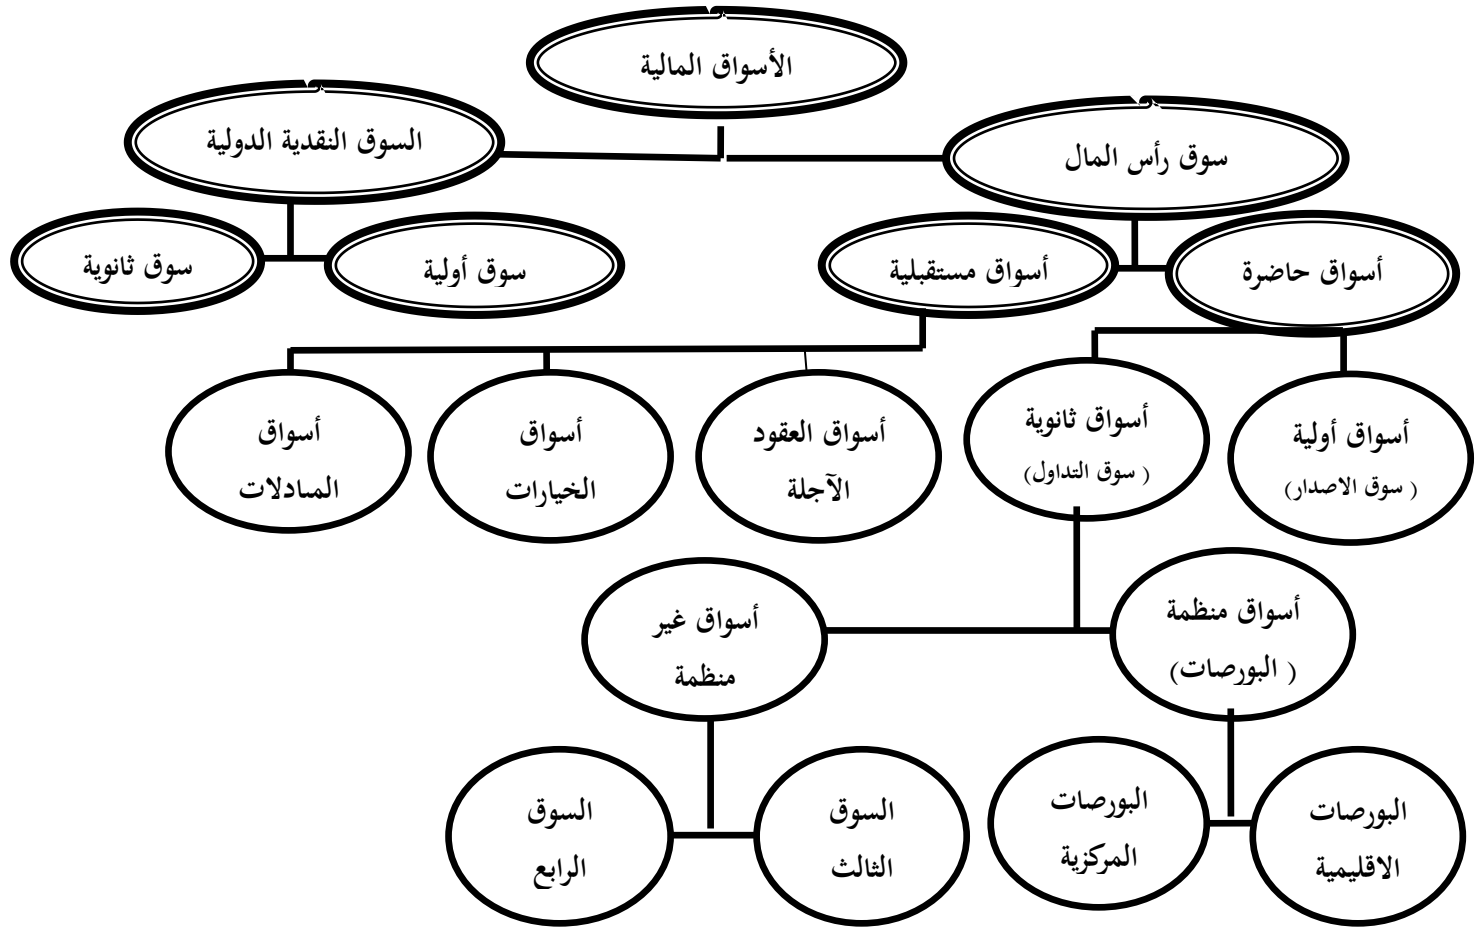 الأسواق المالية
سوق رأس المال
السوق النقدية الدولية
أسواق حاضرة
أسواق مستقبلية
سوق أولية
سوق ثانوية
أسواق أولية
( سوق الاصدار)
أسواق ثانوية
( سوق التداول)
أسواق العقود
الآجلة
أسواق
الخيارات
أسواق
المبادلات
أسواق منظمة
( البورصات)
أسواق غير
منظمة
البورصات
الاقليمية
البورصات
المركزية
السوق
الثالث
السوق
الرابع